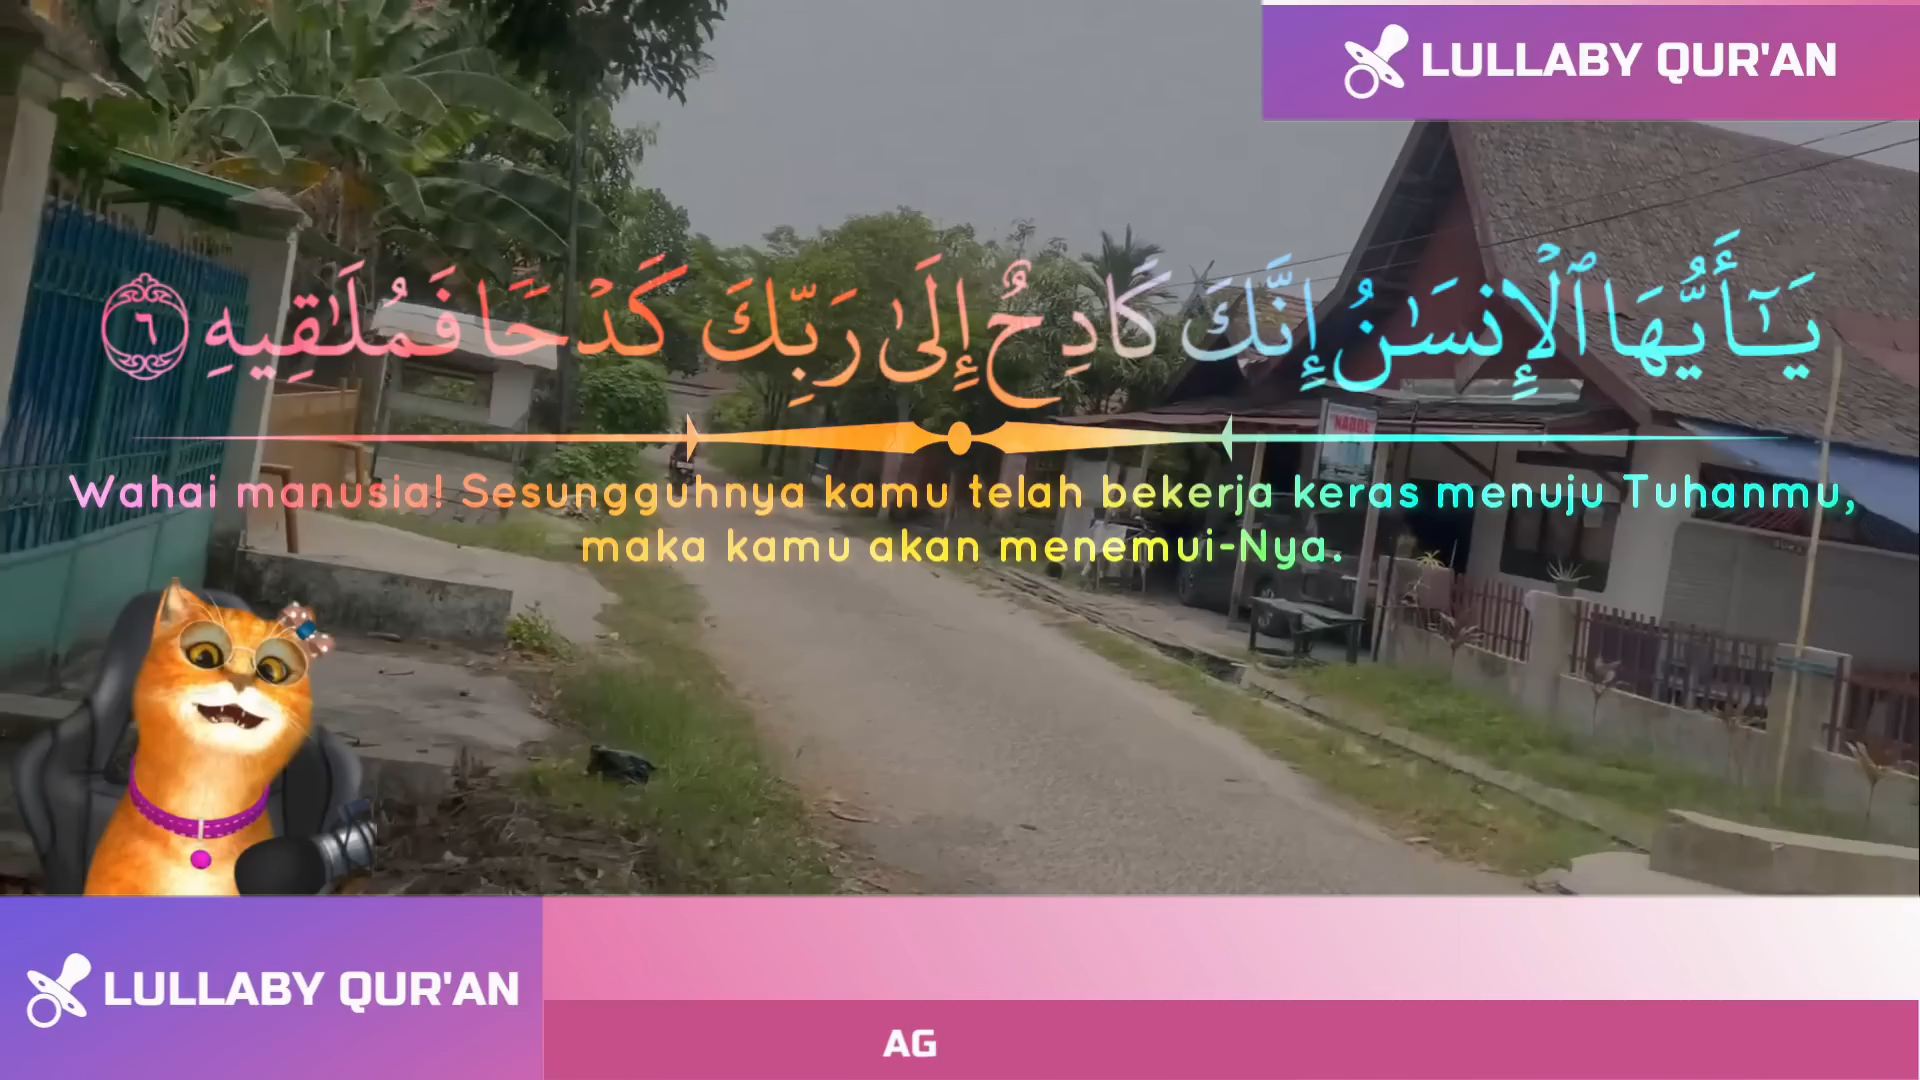 LULLABY QUR'AN
يَـٰٓأَيُّهَا ٱلْإِنسَـٰنُ إِنَّكَ كَادِحٌ إِلَىٰ رَبِّكَ كَدْحًا فَمُلَـٰقِيهِ ٦
NABOE
Wahai manusia! Sesungguhnya kamu telah bekerja keras menuju Tuhanmu,
maka kamu akan menemui-Nya.
LULLABY QUR'AN
AG